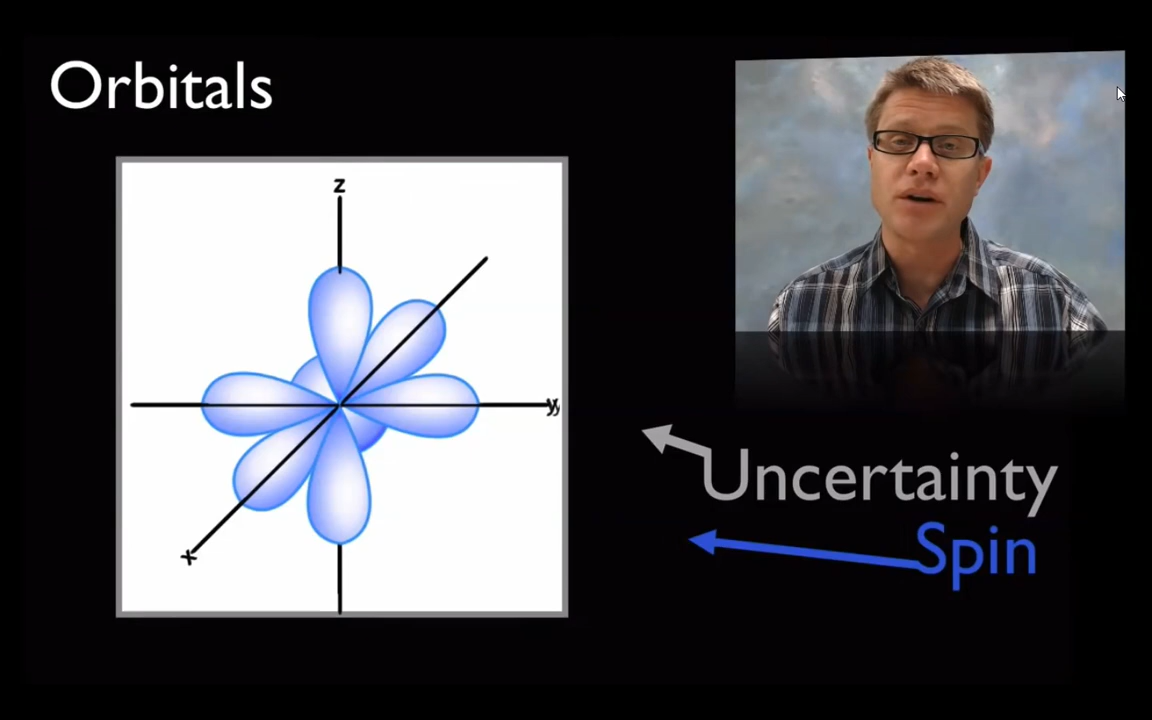 Orbitals
z
y
x
Uncertainty
Spin